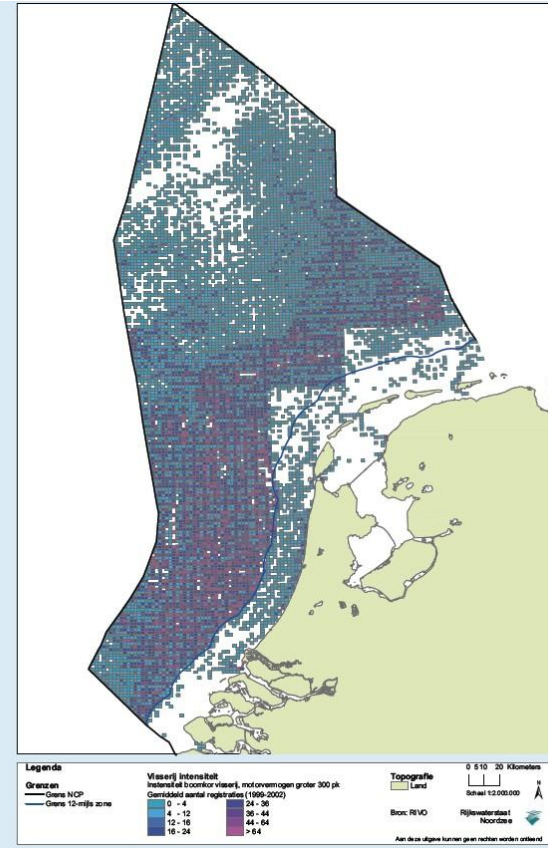 Legenda
Grenzen
Grens NCP
Grens 12-mijls zone
Visserij intensiteit
Instensiteit boomkorvisserij, motorvermogen groter 300 pk
Gemiddeld aantal registraties (1999-2002)
0 - 4
4 - 12
12 - 16
16 - 24
24 - 36
36 - 44
44 - 64
> 64
Topografie
Land
Bron: RIVO
0 5 10 20 Kilometers
N
Schaal 1:2.000.000
Rijkswaterstaat
Noordzee
Aan deze uitgave kunnen geen rechten worden ontleend